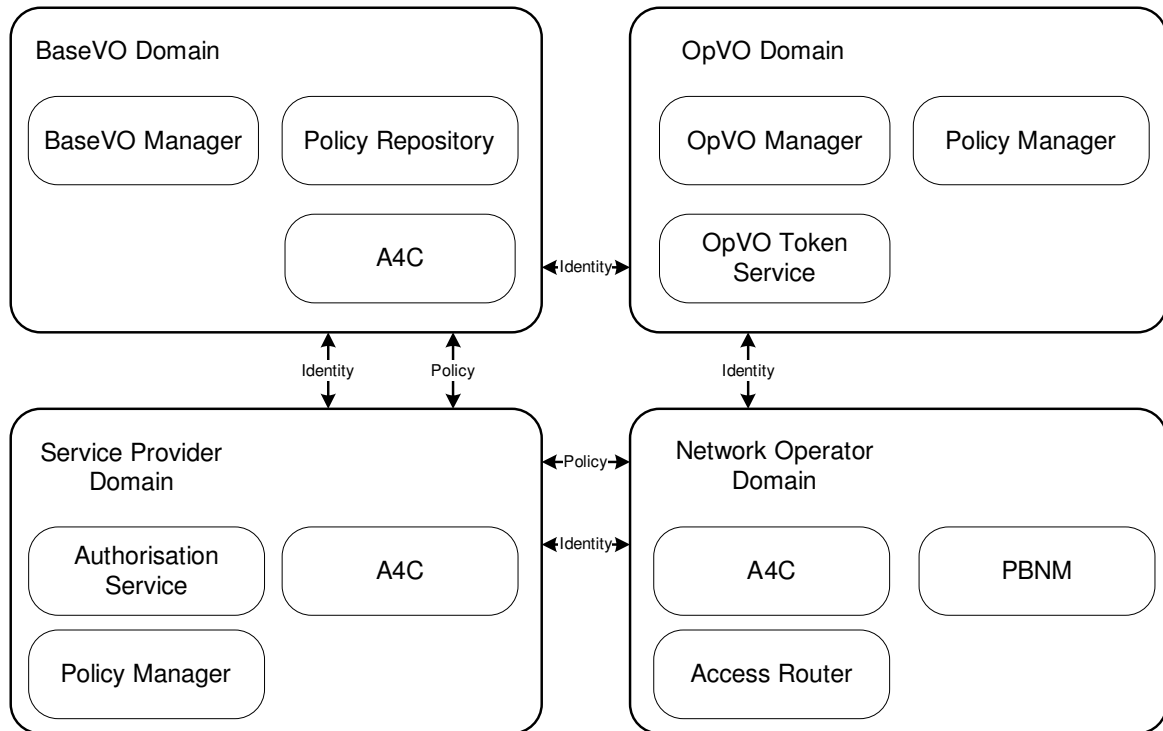 BaseVO Domain
BaseVO Manager
Policy Repository
A4C
OpVO Domain
OpVO Manager
Policy Manager
OpVO Token
Service
Identity
Identity
Policy
Identity
Service Provider
Domain
Authorisation
Service
A4C
Policy Manager
Policy
Identity
Network Operator
Domain
A4C
PBNM
Access Router